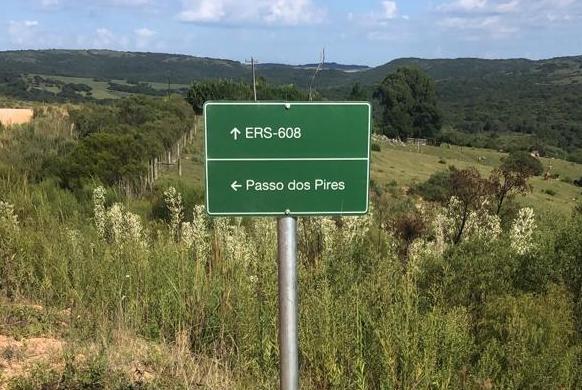 ↑ ERS-608
← Passo dos Pires